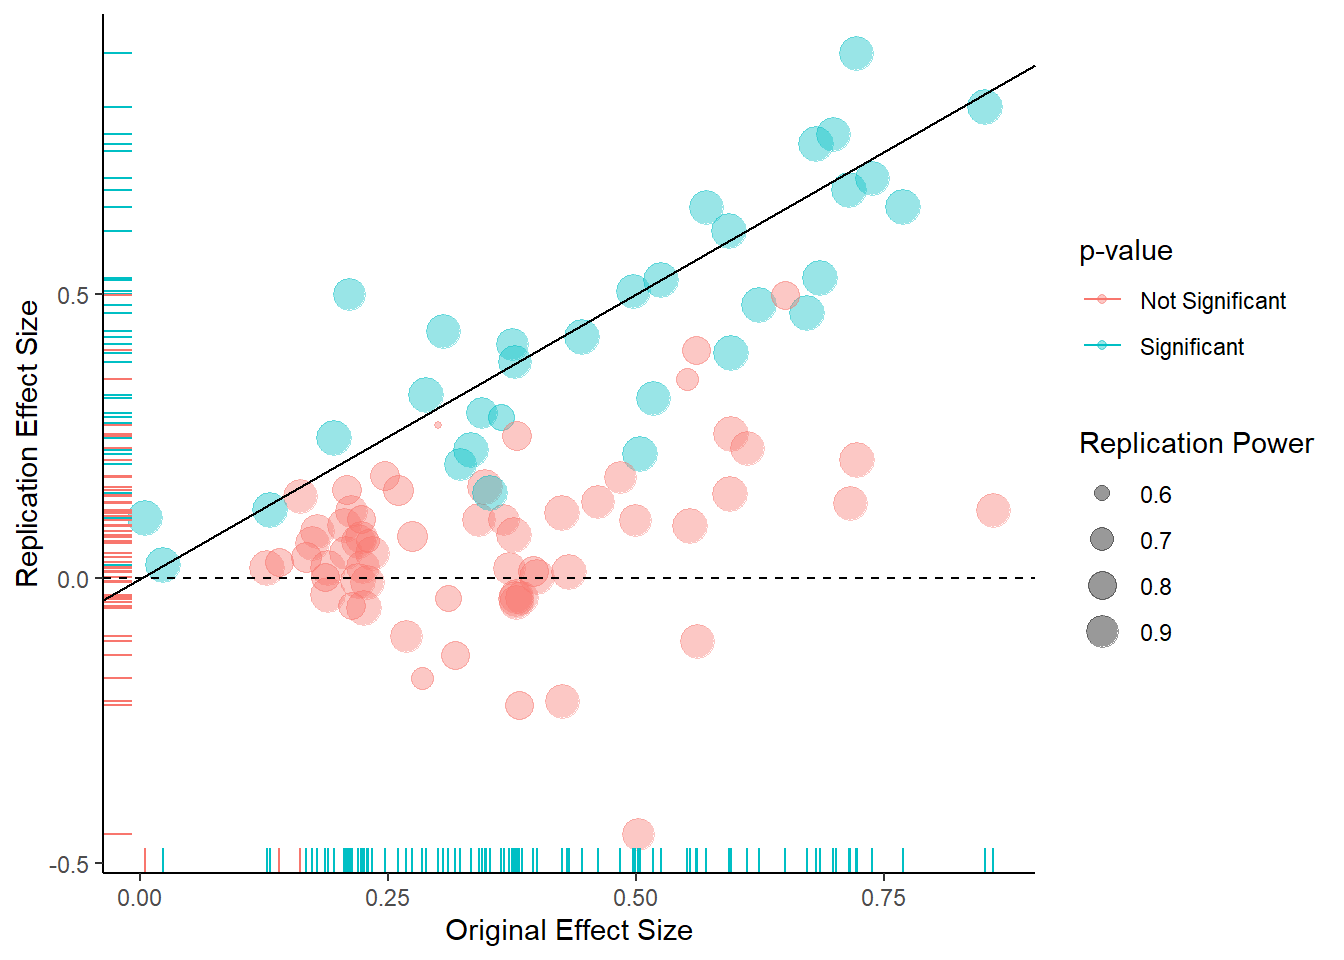 Replication Effect Size
0.5
0.0
-0.5
0.00
0.25
0.50
0.75
Original Effect Size
p-value
Not Significant
Significant
Replication Power
0.6
0.7
0.8
0.9